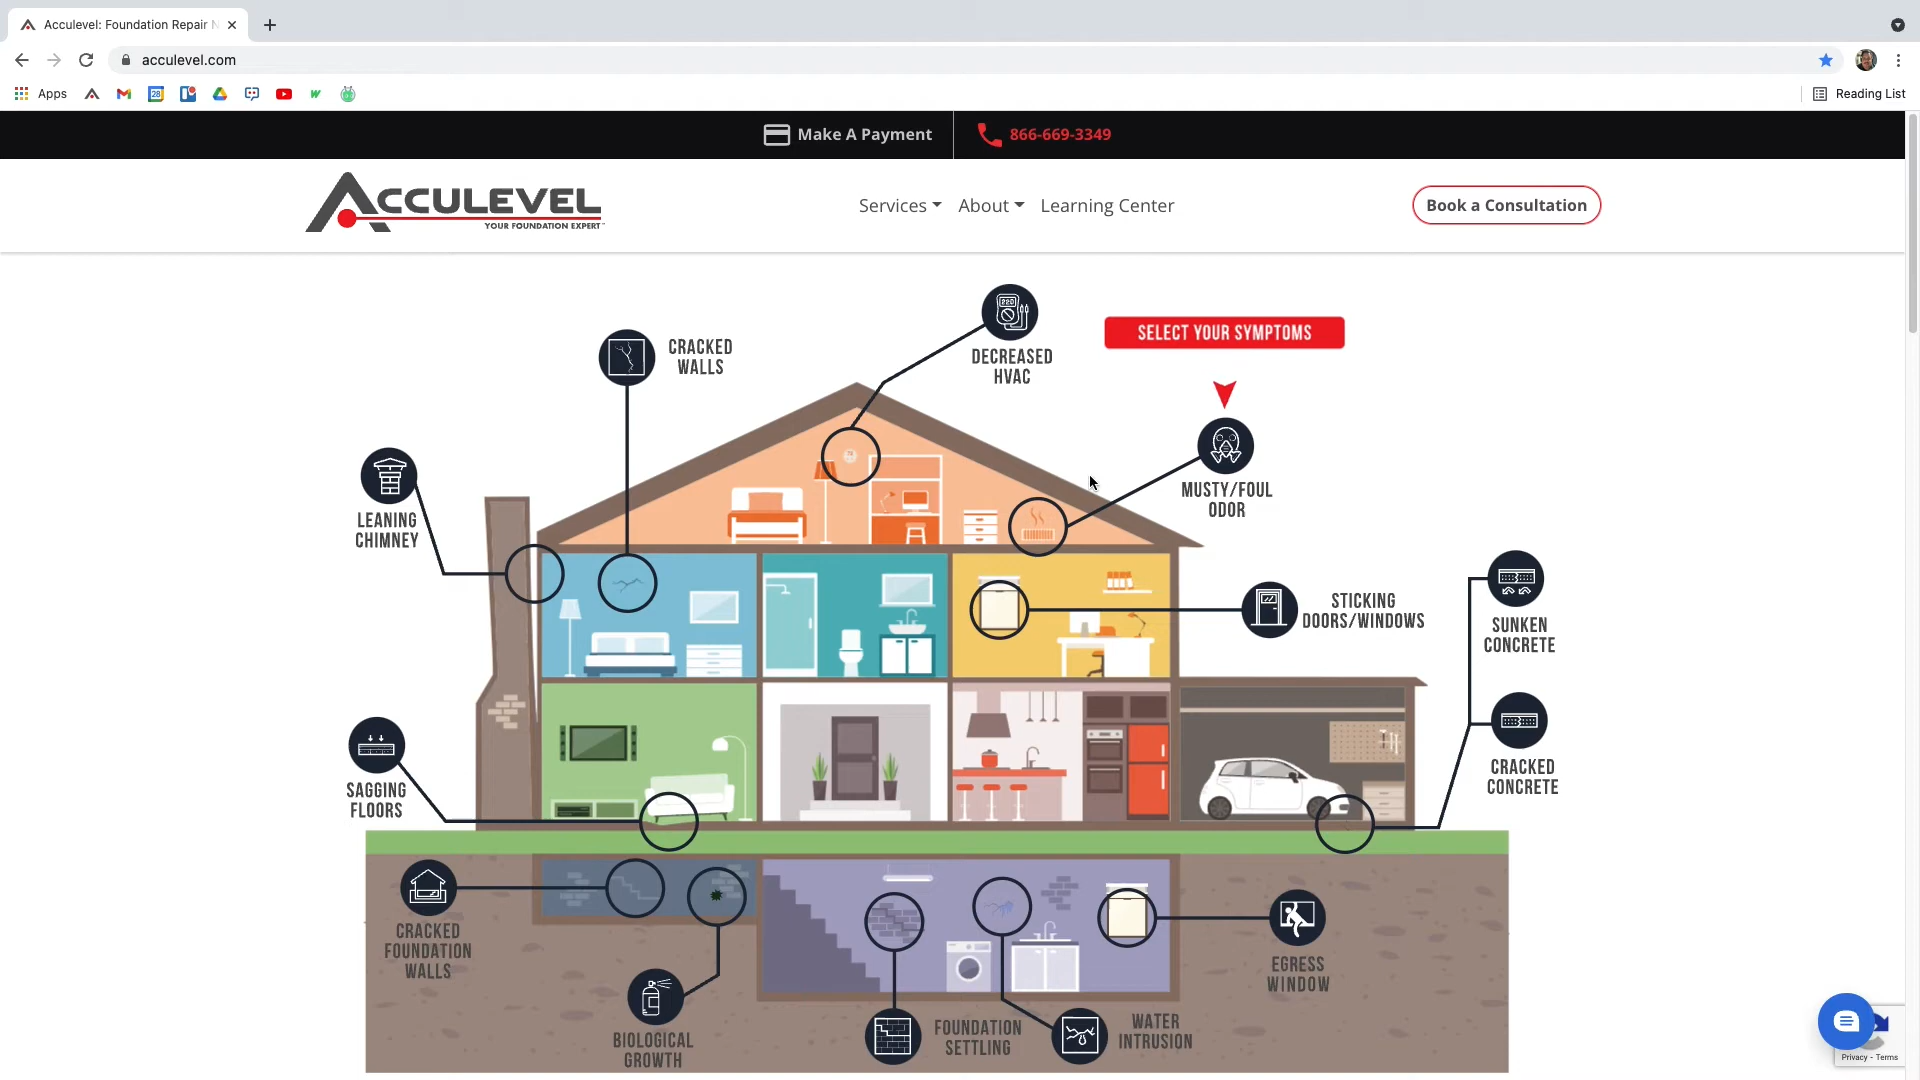 Acculevel: Foundation Repair N
acculevel.com
Apps
28
Reading List
Make A Payment
866-669-3349
ACCULEVEL
YOUR FOUNDATION EXPERT
Services
About
Learning Center
Book a Consultation
CRACKED
WALLS
DECREASED
HVAC
SELECT YOUR SYMPTOMS
LEANING
CHIMNEY
MUSTY/FOUL
ODOR
STICKING
DOORS/WINDOWS
SUNKEN
CONCRETE
SAGGING
FLOORS
CRACKED
CONCRETE
CRACKED
FOUNDATION
WALLS
EGRESS
WINDOW
BIOLOGICAL
GROWTH
FOUNDATION
SETTLING
WATER
INTRUSION
Privacy - Terms